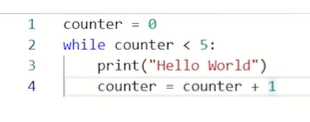 1 counter = 0
2 while counter < 5:
3     print("Hello World")
4     counter = counter + 1